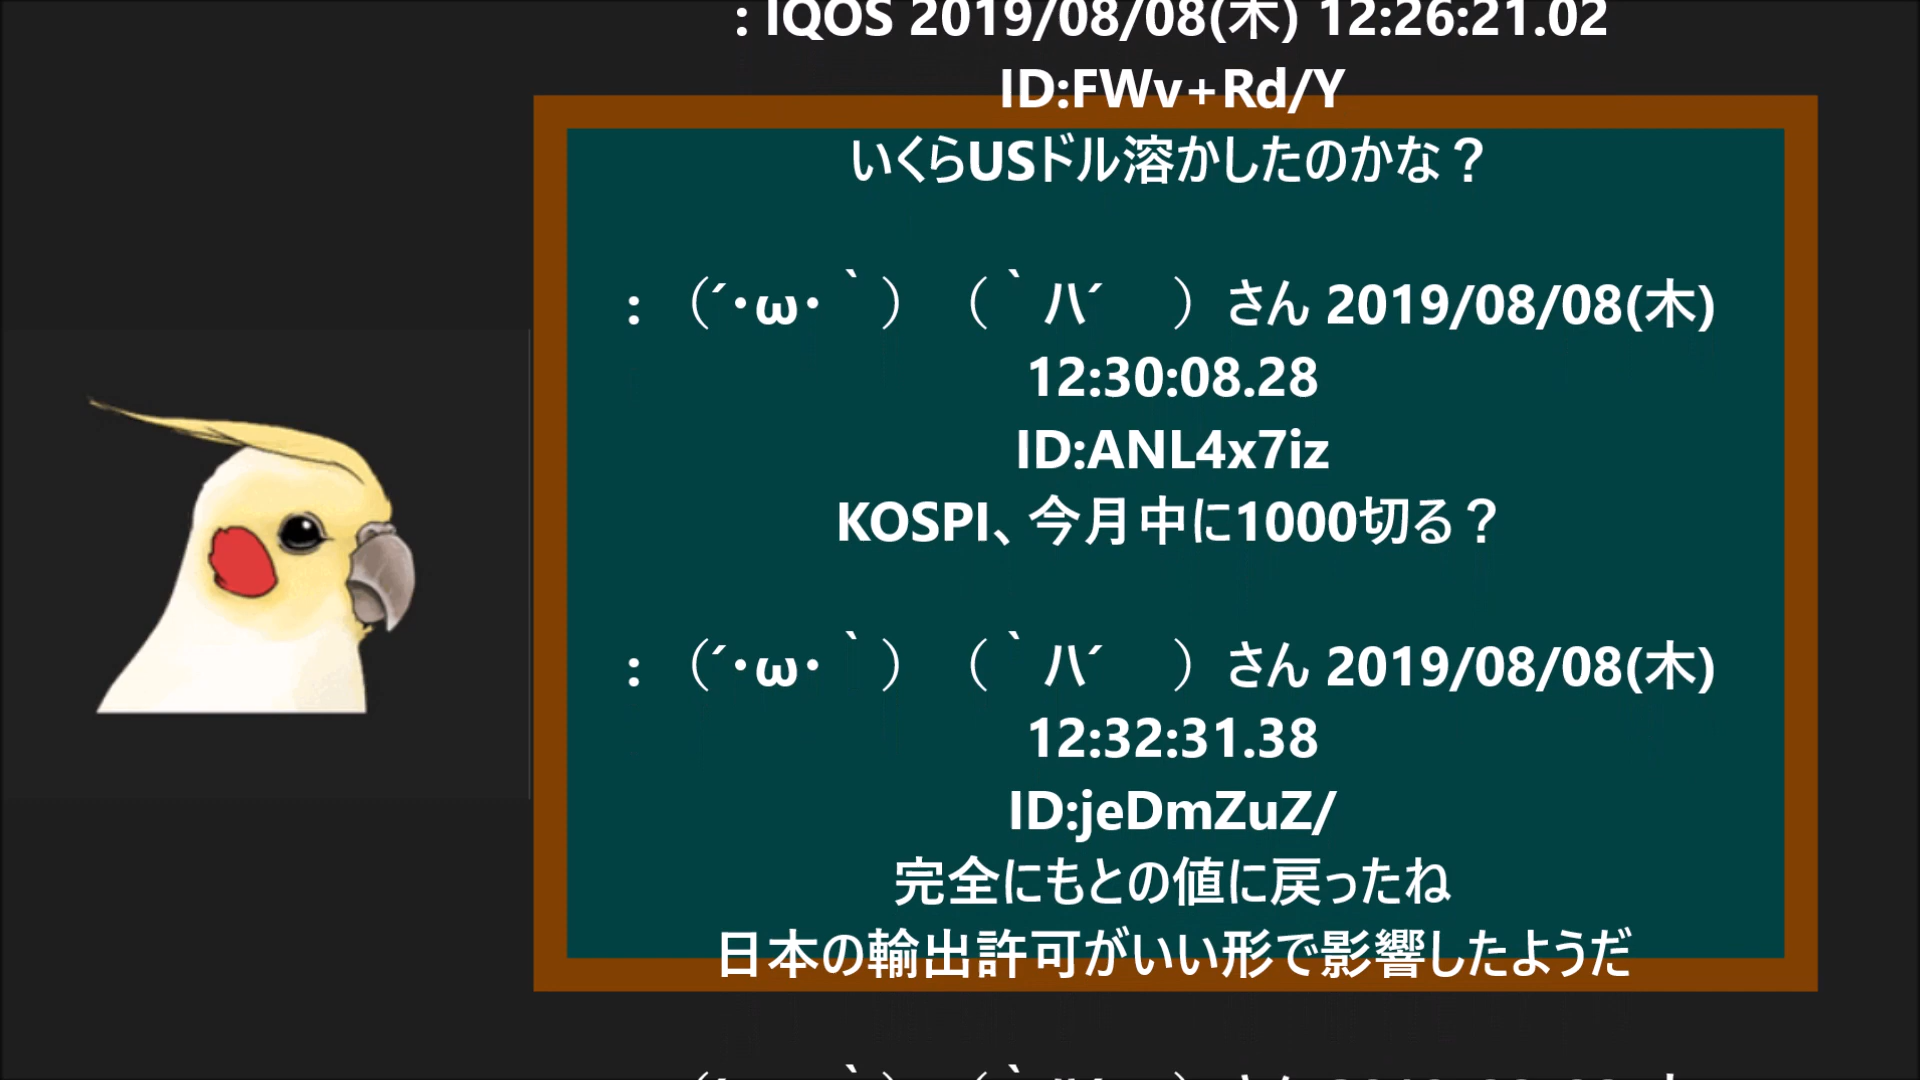 : IQOS 2019/08/08(木) 12:26:21.02
ID:FWv+Rd/Y
いくらUSドル溶かしたのかな？
: （´・ω・｀）（｀ハ´　）さん 2019/08/08(木)
12:30:08.28
ID:ANL4x7iz
KOSPI、今月中に1000切る？
: （´・ω・｀）（｀ハ´　）さん 2019/08/08(木)
12:32:31.38
ID:jeDmZuZ/
完全にもとの値に戻ったね
日本の輸出許可がいい形で影響したようだ